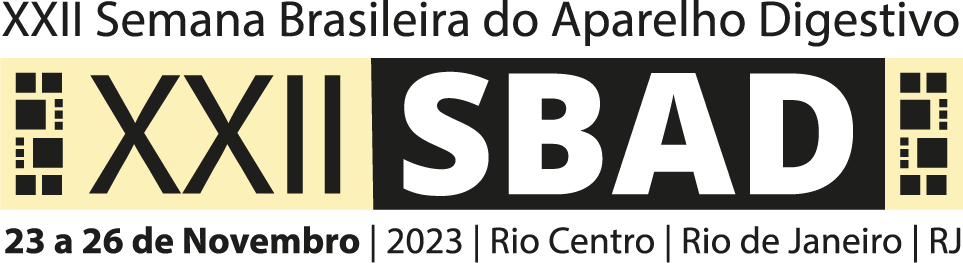 XXII Semana Brasileira do Aparelho Digestivo
XXII SBAD
23 a 26 de Novembro | 2023 | Rio Centro | Rio de Janeiro | RJ